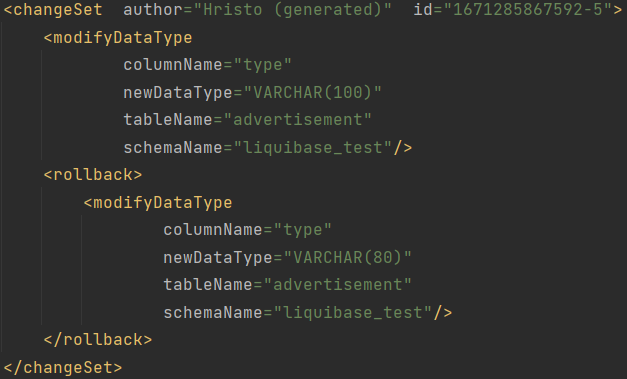 <changeSet  author="Hristo (generated)"  id="1671285867592-5">
    <modifyDataType
            columnName="type"
            newDataType="VARCHAR(100)"
            tableName="advertisement"
            schemaName="liquibase_test"/>
    <rollback>
        <modifyDataType
                columnName="type"
                newDataType="VARCHAR(80)"
                tableName="advertisement"
                schemaName="liquibase_test"/>
    </rollback>
</changeSet>